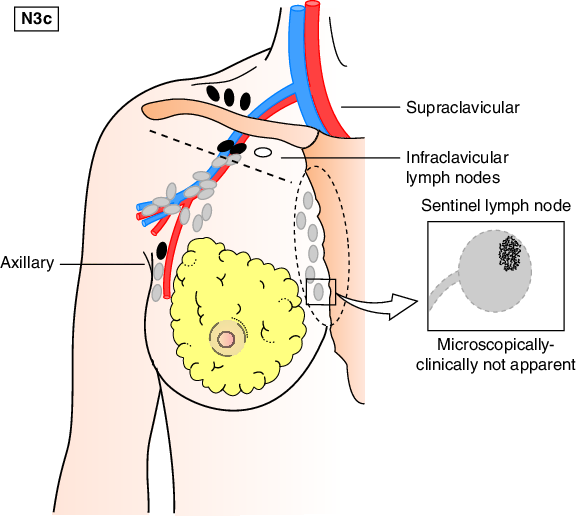 N3c
Supraclavicular
Infraclavicular
lymph nodes
Sentinel lymph node
Axillary
Microscopically-
clinically not apparent